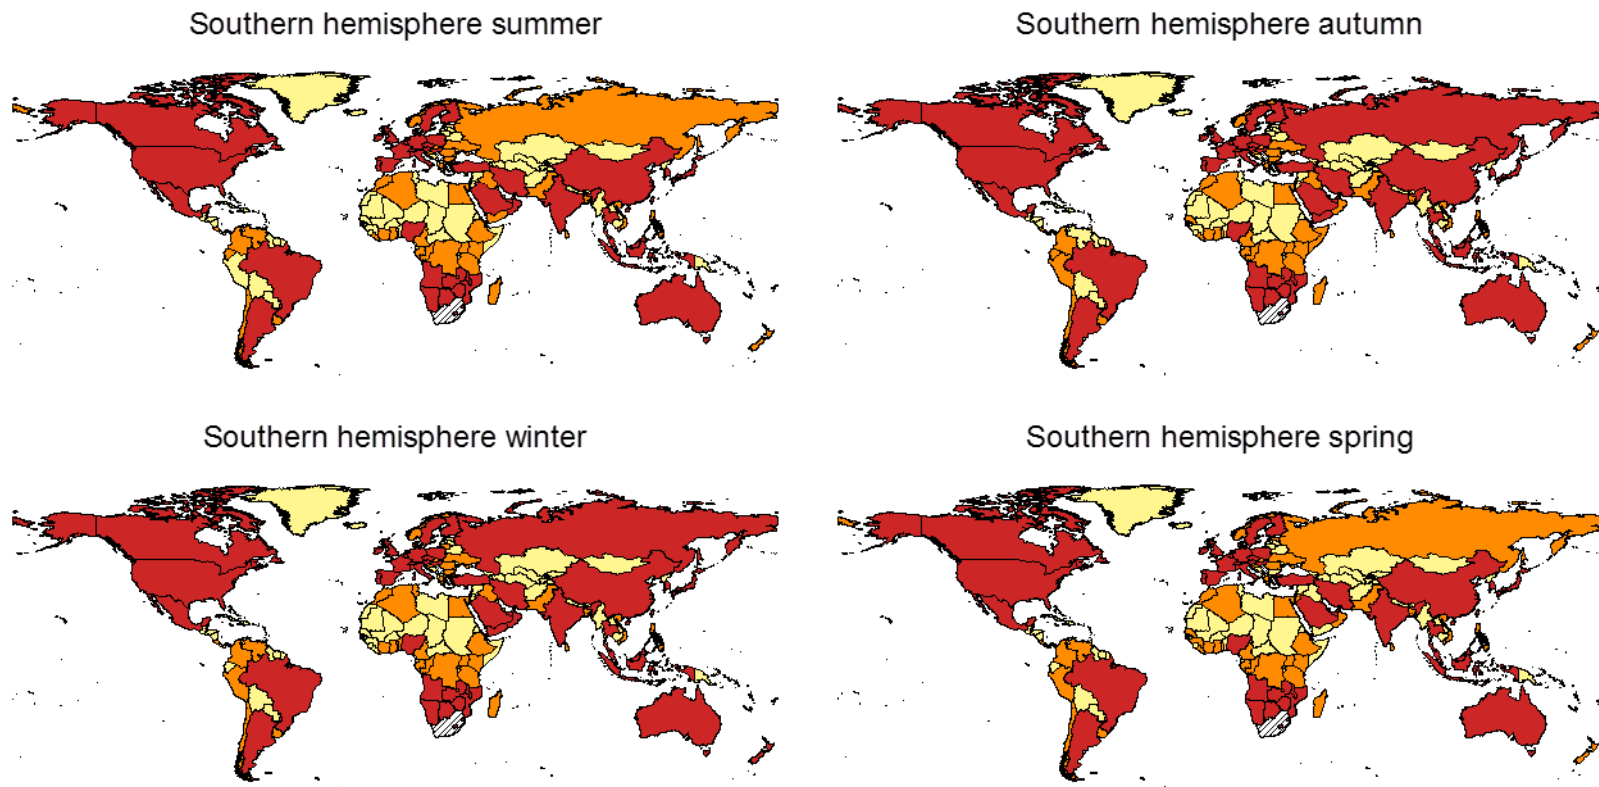 Southern hemisphere summer
Southern hemisphere autumn
Southern hemisphere winter
Southern hemisphere spring